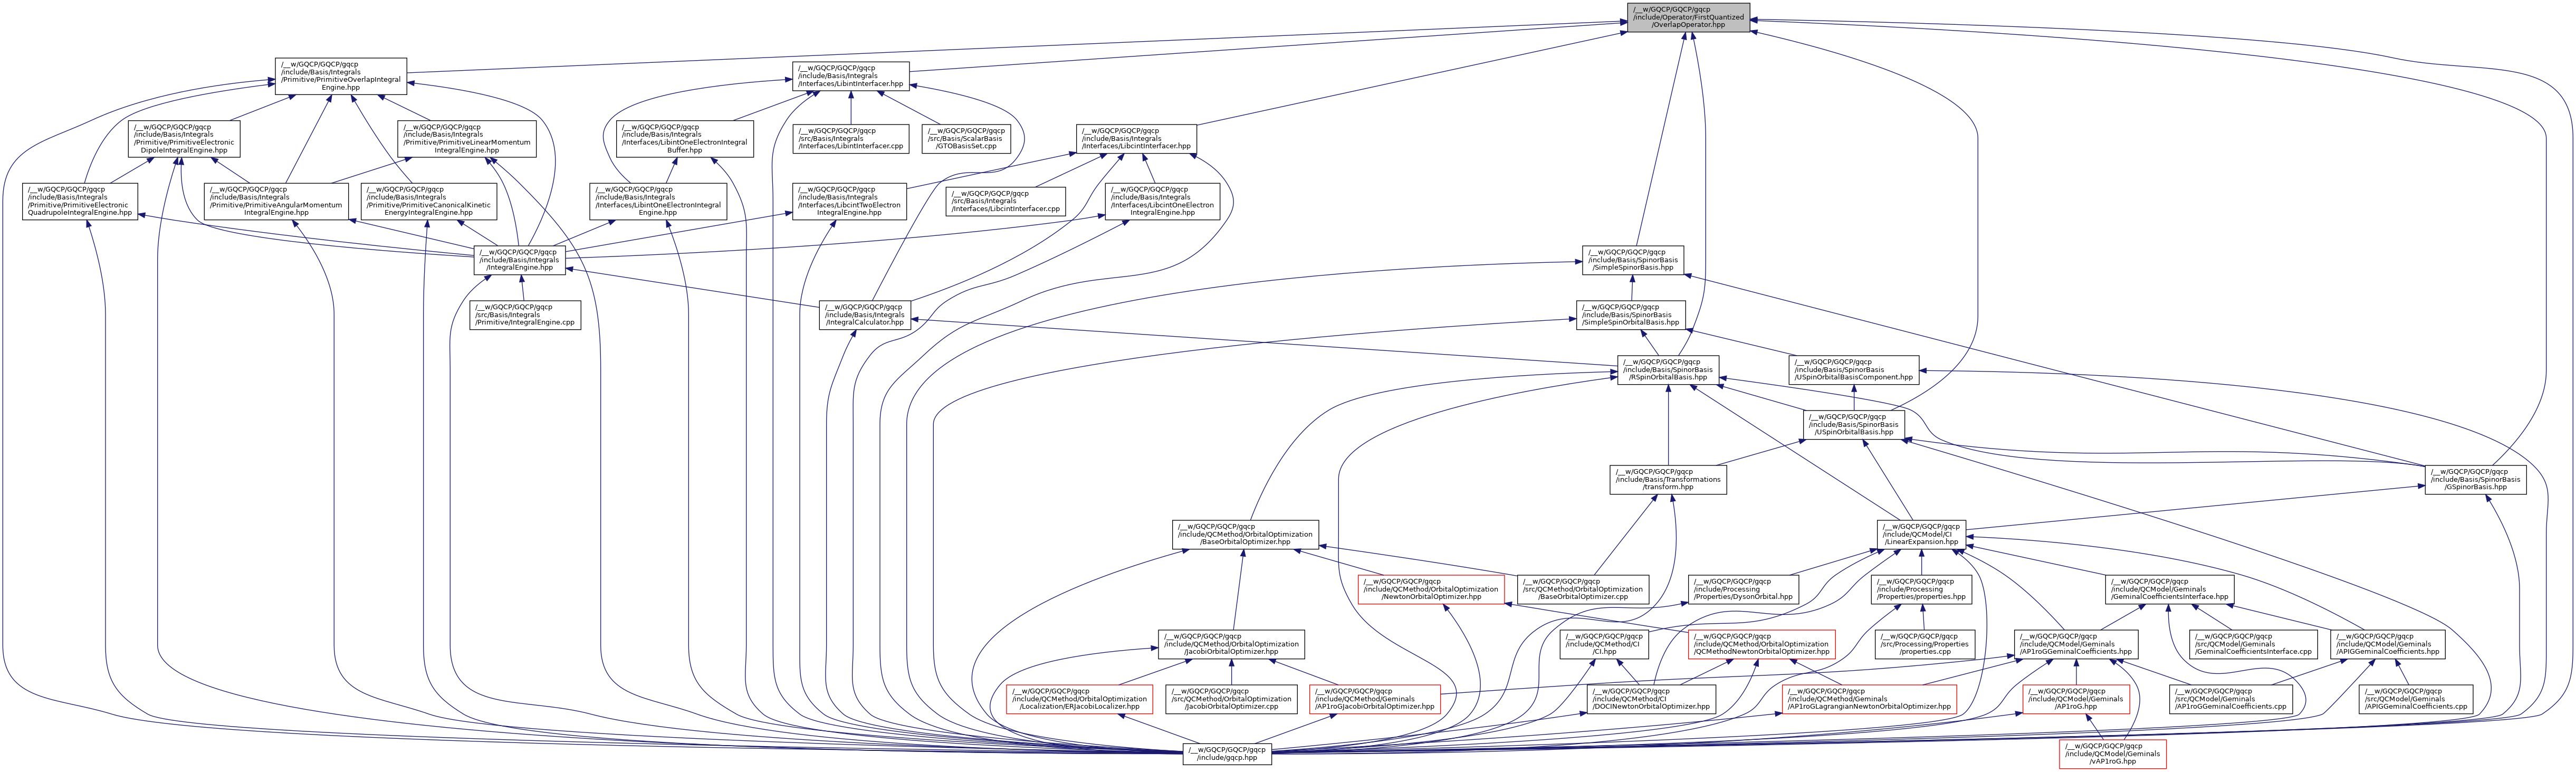 /__w/GQCP/GQCP/gqcp
/include/Operator/FirstQuantized
/OverlapOperator.hpp
/__w/GQCP/GQCP/gqcp
/include/Basis/Integrals
/Primitive/PrimitiveOverlapIntegral
Engine.hpp
/__w/GQCP/GQCP/gqcp
/include/Basis/Integrals
/Interfaces/LibintInterfacer.hpp
/__w/GQCP/GQCP/gqcp
/include/Basis/Integrals
/Primitive/PrimitiveElectronic
DipoleIntegralEngine.hpp
/__w/GQCP/GQCP/gqcp
/include/Basis/Integrals
/Primitive/PrimitiveLinearMomentum
IntegralEngine.hpp
/__w/GQCP/GQCP/gqcp
/include/Basis/Integrals
/Interfaces/LibintOneElectronIntegral
Buffer.hpp
/__w/GQCP/GQCP/gqcp
/src/Basis/Integrals
/Interfaces/LibintInterfacer.cpp
/__w/GQCP/GQCP/gqcp
/src/Basis/ScalarBasis
/GTOBasisSet.cpp
/__w/GQCP/GQCP/gqcp
/include/Basis/Integrals
/Interfaces/LibcintInterfacer.hpp
/__w/GQCP/GQCP/gqcp
/include/Basis/Integrals
/Primitive/PrimitiveElectronic
QuadrupoleIntegralEngine.hpp
/__w/GQCP/GQCP/gqcp
/include/Basis/Integrals
/Primitive/PrimitiveAngularMomentum
IntegralEngine.hpp
/__w/GQCP/GQCP/gqcp
/include/Basis/Integrals
/Primitive/PrimitiveCanonicalKinetic
EnergyIntegralEngine.hpp
/__w/GQCP/GQCP/gqcp
/include/Basis/Integrals
/Interfaces/LibintOneElectronIntegral
Engine.hpp
/__w/GQCP/GQCP/gqcp
/include/Basis/Integrals
/Interfaces/LibcintTwoElectron
IntegralEngine.hpp
/__w/GQCP/GQCP/gqcp
/src/Basis/Integrals
/Interfaces/LibcintInterfacer.cpp
/__w/GQCP/GQCP/gqcp
/include/Basis/Integrals
/Interfaces/LibcintOneElectron
IntegralEngine.hpp
/__w/GQCP/GQCP/gqcp
/include/Basis/Integrals
/IntegralEngine.hpp
/__w/GQCP/GQCP/gqcp
/include/Basis/SpinorBasis
/SimpleSpinorBasis.hpp
/__w/GQCP/GQCP/gqcp
/src/Basis/Integrals
/Primitive/IntegralEngine.cpp
/__w/GQCP/GQCP/gqcp
/include/Basis/Integrals
/IntegralCalculator.hpp
/__w/GQCP/GQCP/gqcp
/include/Basis/SpinorBasis
/SimpleSpinOrbitalBasis.hpp
/__w/GQCP/GQCP/gqcp
/include/Basis/SpinorBasis
/RSpinOrbitalBasis.hpp
/__w/GQCP/GQCP/gqcp
/include/Basis/SpinorBasis
/USpinOrbitalBasisComponent.hpp
/__w/GQCP/GQCP/gqcp
/include/Basis/SpinorBasis
/USpinOrbitalBasis.hpp
/__w/GQCP/GQCP/gqcp
/include/Basis/Transformations
/transform.hpp
/__w/GQCP/GQCP/gqcp
/include/Basis/SpinorBasis
/GSpinorBasis.hpp
/__w/GQCP/GQCP/gqcp
/include/QCMethod/OrbitalOptimization
/BaseOrbitalOptimizer.hpp
/__w/GQCP/GQCP/gqcp
/include/QCModel/CI
/LinearExpansion.hpp
/__w/GQCP/GQCP/gqcp
/include/QCMethod/OrbitalOptimization
/NewtonOrbitalOptimizer.hpp
/__w/GQCP/GQCP/gqcp
/src/QCMethod/OrbitalOptimization
/BaseOrbitalOptimizer.cpp
/__w/GQCP/GQCP/gqcp
/include/Processing
/Properties/DysonOrbital.hpp
/__w/GQCP/GQCP/gqcp
/include/Processing
/Properties/properties.hpp
/__w/GQCP/GQCP/gqcp
/include/QCModel/Geminals
/GeminalCoefficientsInterface.hpp
/__w/GQCP/GQCP/gqcp
/include/QCMethod/OrbitalOptimization
/JacobiOrbitalOptimizer.hpp
/__w/GQCP/GQCP/gqcp
/include/QCMethod/CI
/CI.hpp
/__w/GQCP/GQCP/gqcp
/include/QCMethod/OrbitalOptimization
/QCMethodNewtonOrbitalOptimizer.hpp
/__w/GQCP/GQCP/gqcp
/src/Processing/Properties
/properties.cpp
/__w/GQCP/GQCP/gqcp
/include/QCModel/Geminals
/AP1roGGeminalCoefficients.hpp
/__w/GQCP/GQCP/gqcp
/src/QCModel/Geminals
/GeminalCoefficientsInterface.cpp
/__w/GQCP/GQCP/gqcp
/include/QCModel/Geminals
/APIGGeminalCoefficients.hpp
/__w/GQCP/GQCP/gqcp
/include/QCMethod/OrbitalOptimization
/Localization/ERJacobiLocalizer.hpp
/__w/GQCP/GQCP/gqcp
/src/QCMethod/OrbitalOptimization
/JacobiOrbitalOptimizer.cpp
/__w/GQCP/GQCP/gqcp
/include/QCMethod/Geminals
/AP1roGJacobiOrbitalOptimizer.hpp
/__w/GQCP/GQCP/gqcp
/include/QCMethod/CI
/DOCINewtonOrbitalOptimizer.hpp
/__w/GQCP/GQCP/gqcp
/include/QCMethod/Geminals
/AP1roGLagrangianNewtonOrbitalOptimizer.hpp
/__w/GQCP/GQCP/gqcp
/include/QCModel/Geminals
/AP1roG.hpp
/__w/GQCP/GQCP/gqcp
/src/QCModel/Geminals
/AP1roGGeminalCoefficients.cpp
/__w/GQCP/GQCP/gqcp
/src/QCModel/Geminals
/APIGGeminalCoefficients.cpp
/__w/GQCP/GQCP/gqcp
/include/gqcp.hpp
/__w/GQCP/GQCP/gqcp
/include/QCModel/Geminals
/vAP1roG.hpp